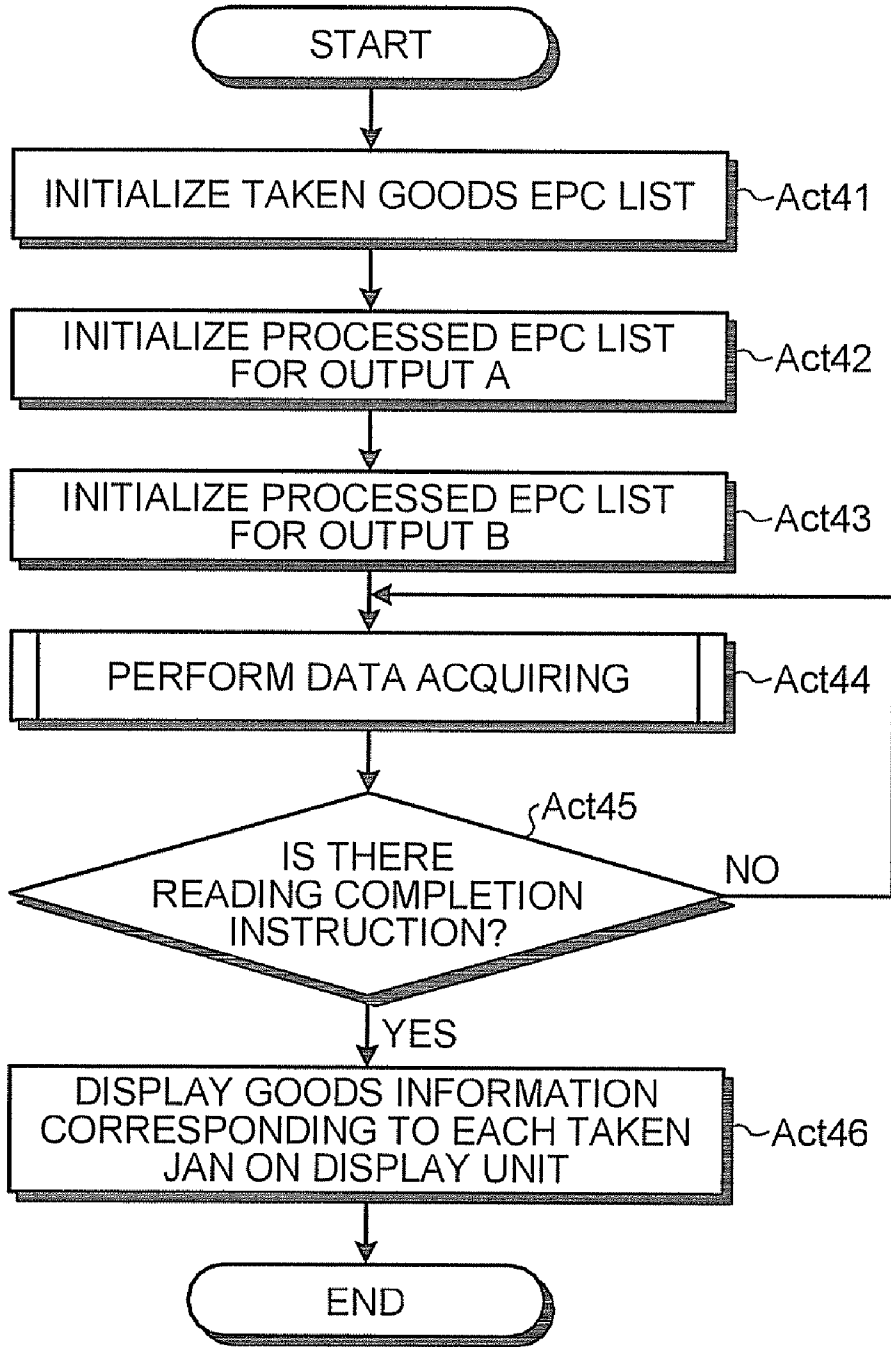 START
INITIALIZE TAKEN GOODS EPC LIST
Act41
INITIALIZE PROCESSED EPC LIST
FOR OUTPUT A
Act42
INITIALIZE PROCESSED EPC LIST
FOR OUTPUT B
Act43
PERFORM DATA ACQUIRING
Act44
Act45
IS THERE
READING COMPLETION
INSTRUCTION?
NO
YES
DISPLAY GOODS INFORMATION
CORRESPONDING TO EACH TAKEN
JAN ON DISPLAY UNIT
Act46
END